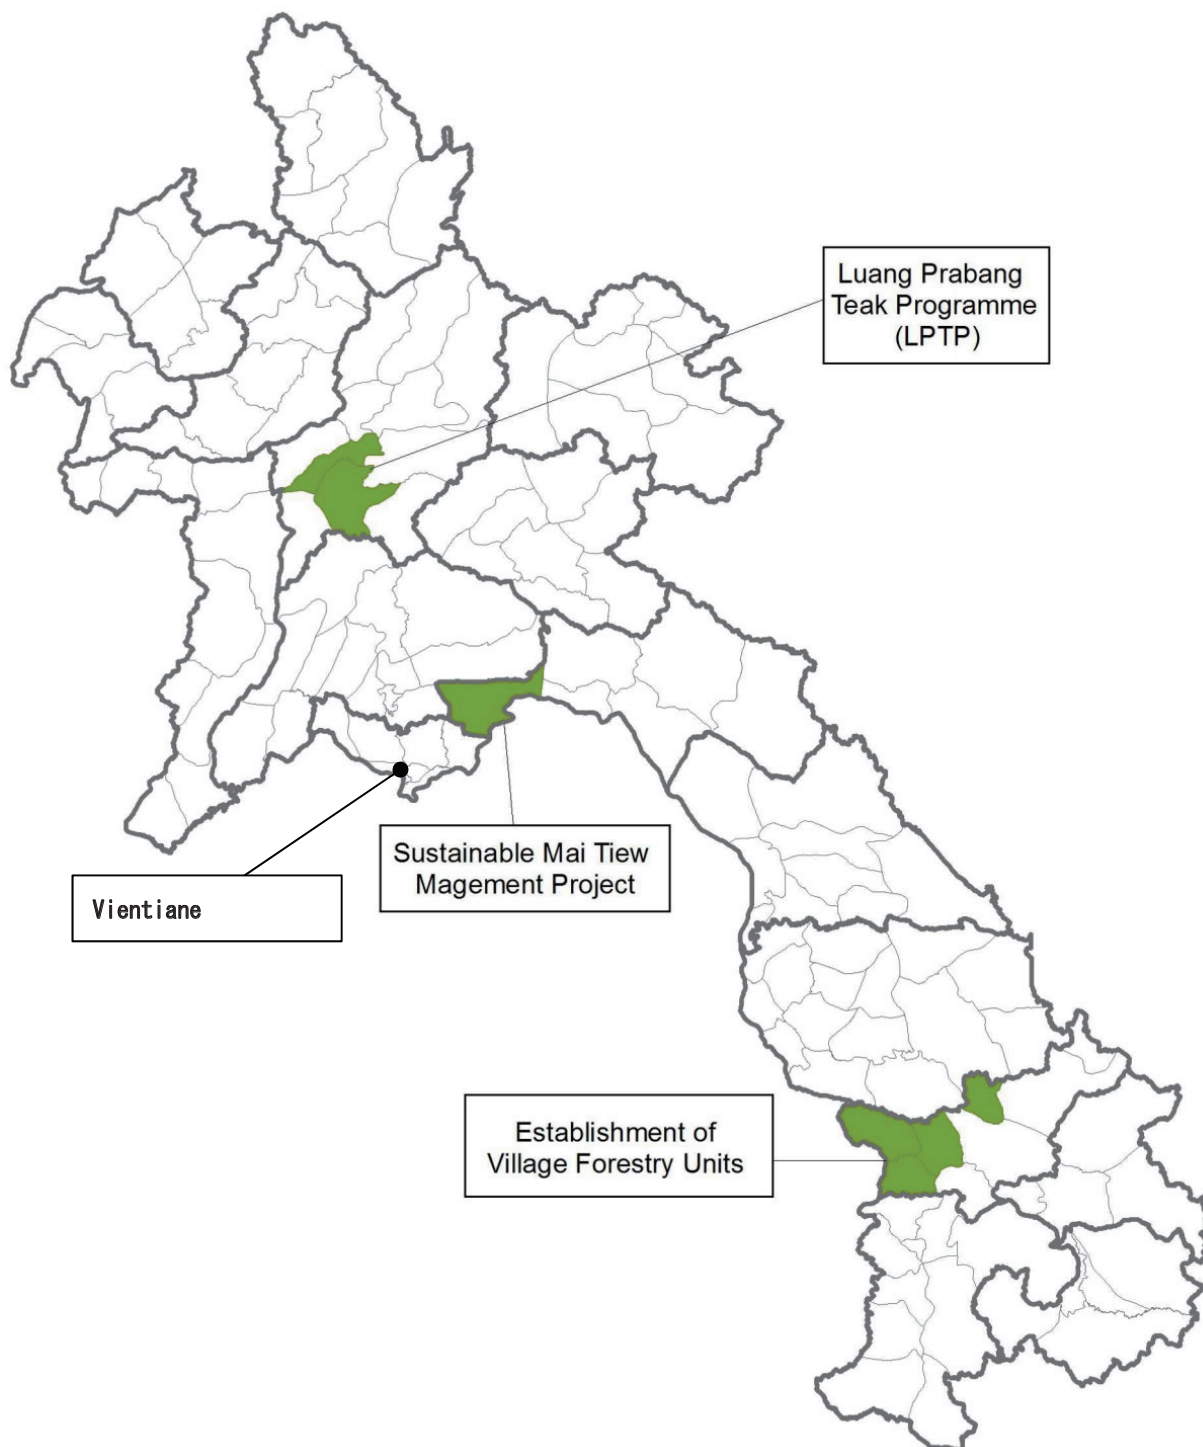 Luang Prabang
Teak Programme
(LPTP)
Sustainable Mai Tiew
Magement Project
Vientiane
Establishment of
Village Forestry Units